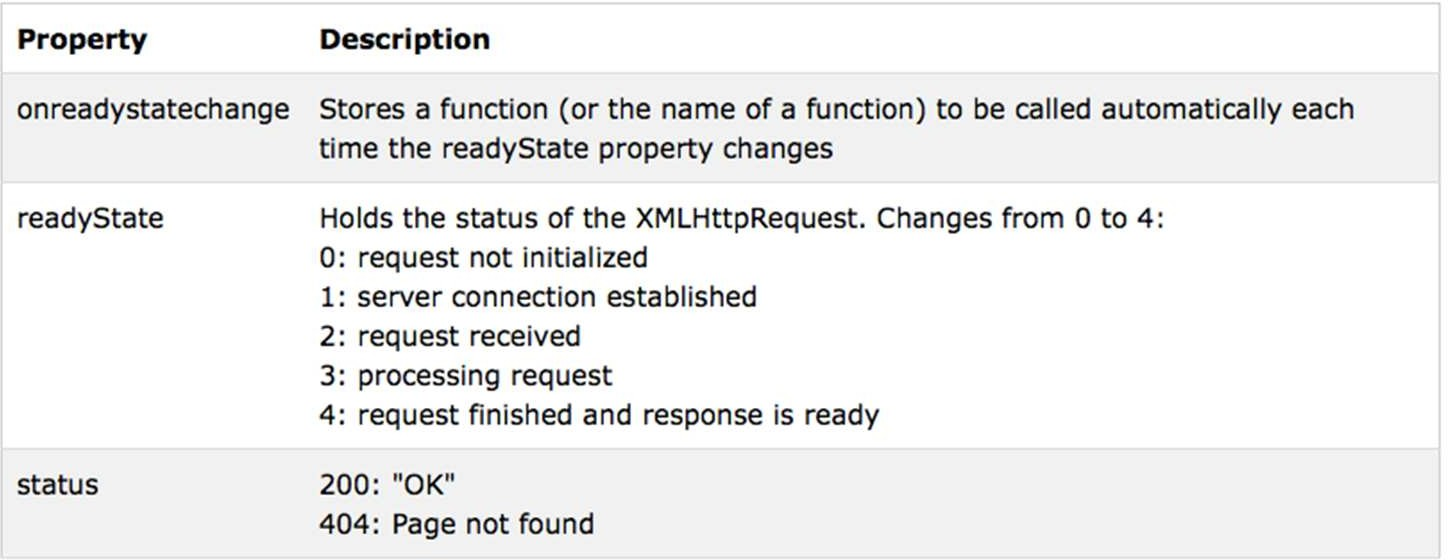 Property Description
onreadystatechange Stores a function (or the name of a function) to be called automatically each
time the readyState property changes
readyState Holds the status of the XMLHttpRequest. Changes from 0 to 4:
0: request not initialized
1: server connection established
2: request received
3: processing request
4: request finished and response is ready
status 200: "OK"
404: Page not found